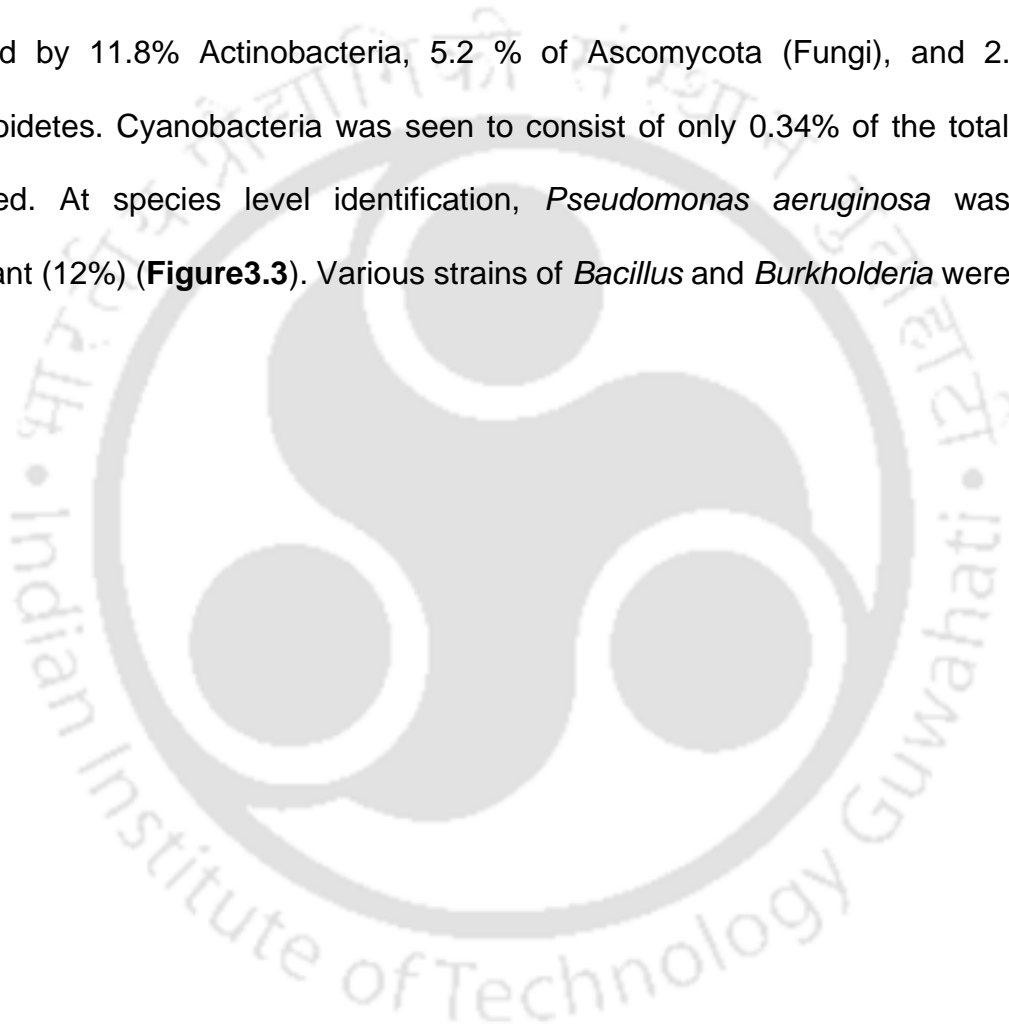 d by 11.8% Actinobacteria, 5.2 % of Ascomycota (Fungi), and 2.
oidetes. Cyanobacteria was seen to consist of only 0.34% of the total
ed. At species level identification, Pseudomonas aeruginosa was
ant (12%) (Figure3.3). Various strains of Bacillus and Burkholderia were
भारतीय प्रौद्योगिकी संस्थान गुवाहाटी
• Indian Institute of Technology Guwahati •